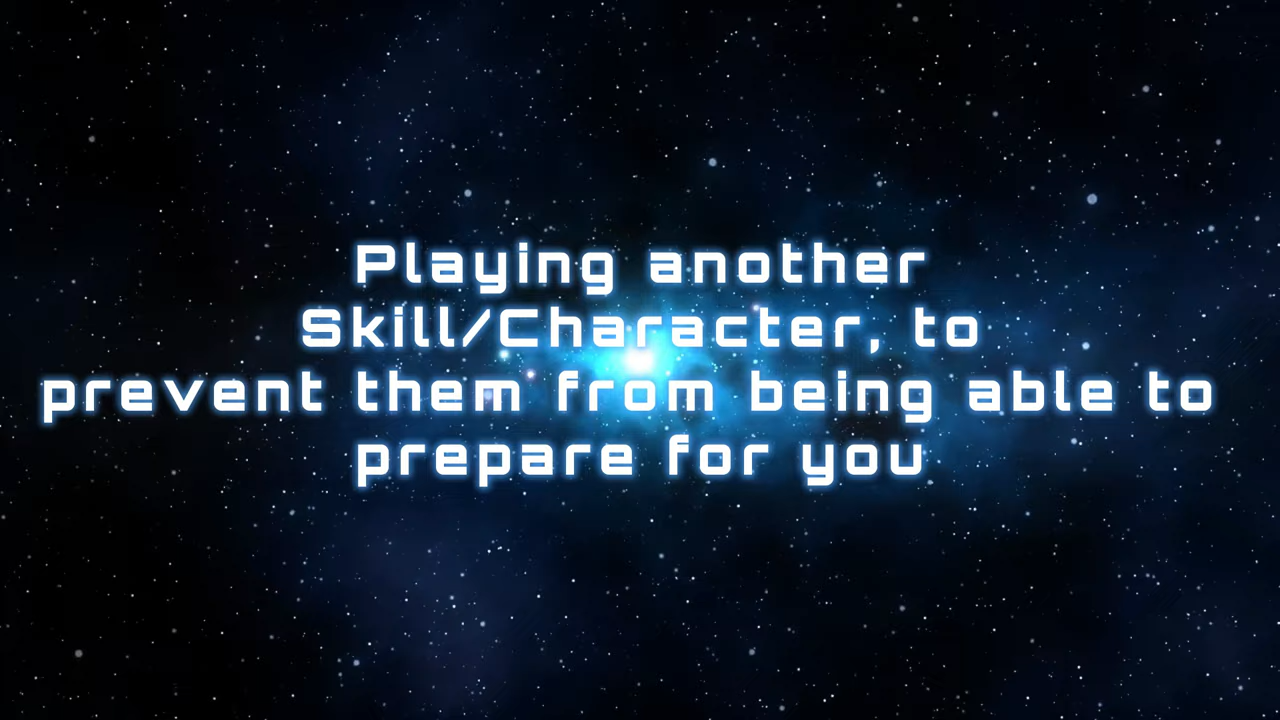 Playing another
Skill/Character, to
prevent them from being able to
prepare for you